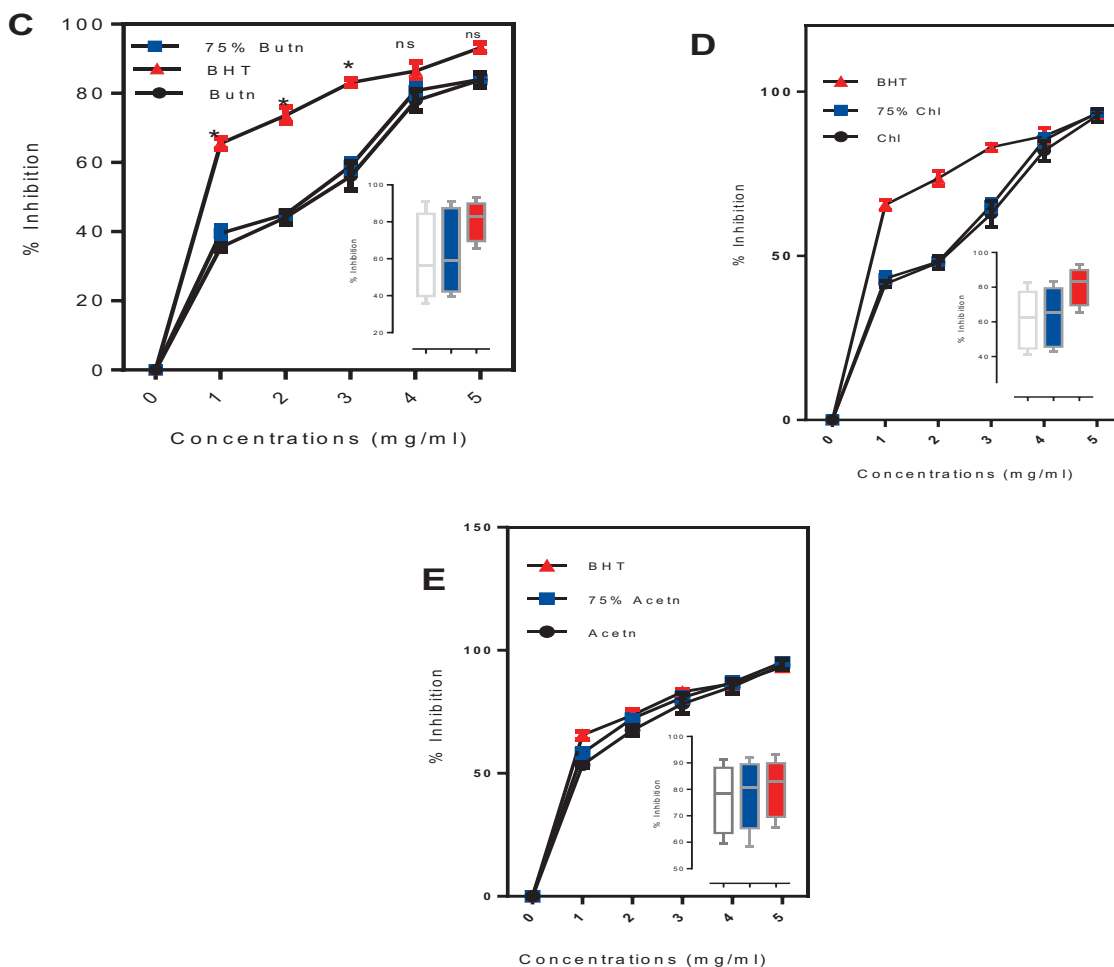 C
100
80
60
40
20
0
% Inhibition
75% Butn
BHT
Butn
*
*
*
ns
ns
100
80
60
40
20
% Inhibition
0
1
2
3
4
5
Concentrations (mg/ml)
D
100
50
0
% Inhibition
BHT
75% Chl
Chl
100
80
60
40
% Inhibition
0
1
2
3
4
5
Concentrations (mg/ml)
E
150
100
50
0
% Inhibition
BHT
75% Acetn
Acetn
100
90
80
70
60
50
% Inhibition
0
1
2
3
4
5
Concentrations (mg/ml)